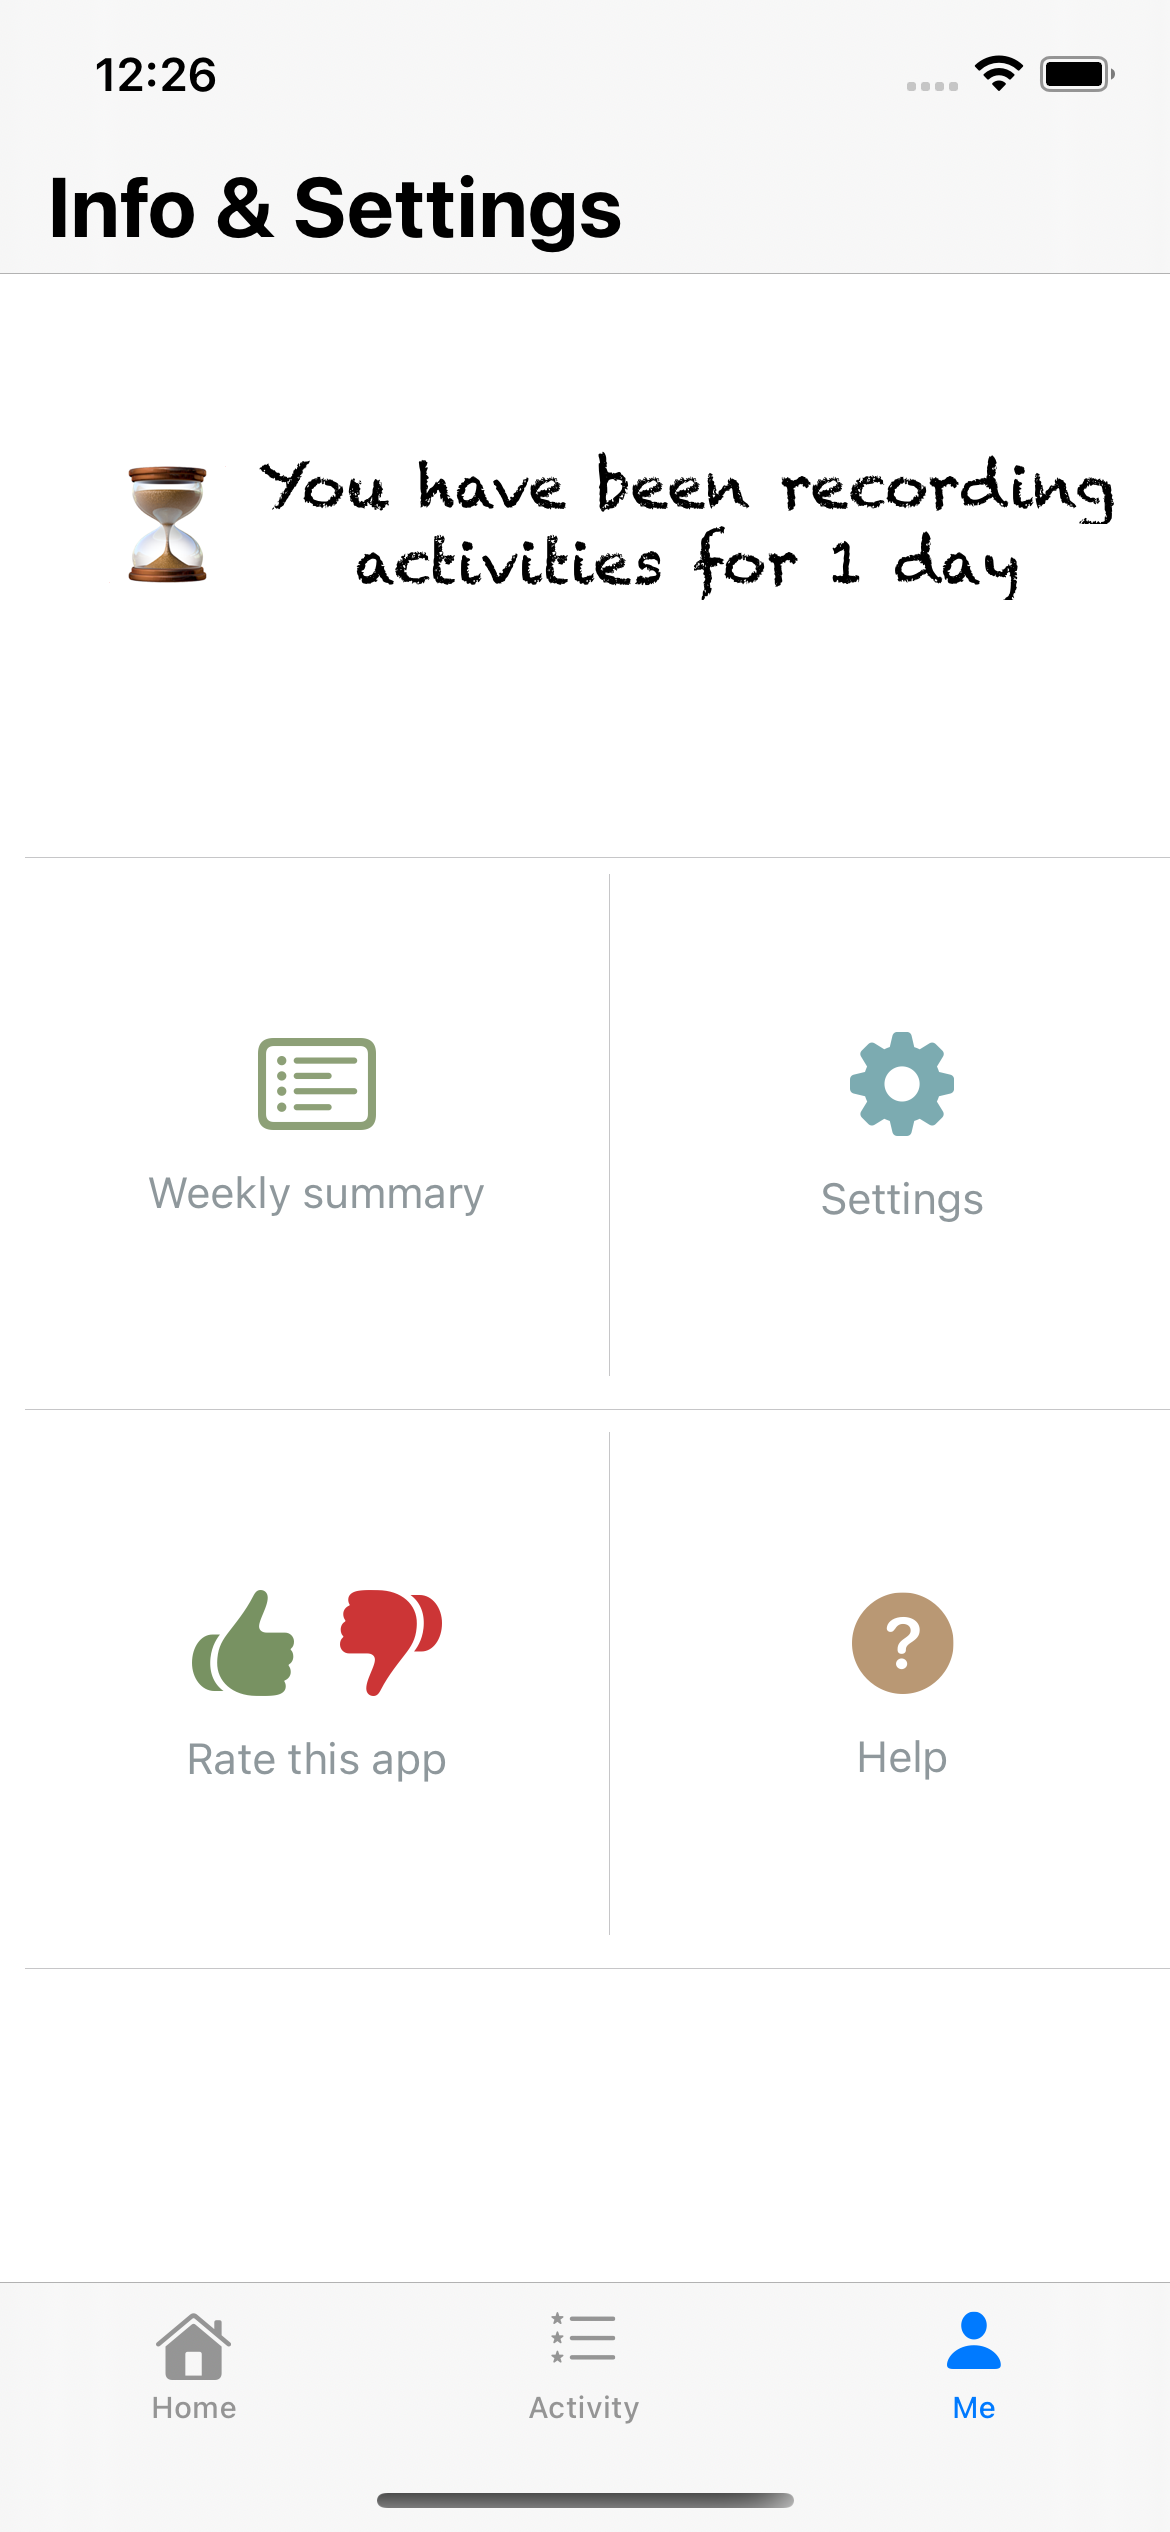 12:26
Info & Settings
You have been recording
activities for 1 day
Weekly summary
Settings
Rate this app
?
Help
Home
Activity
Me